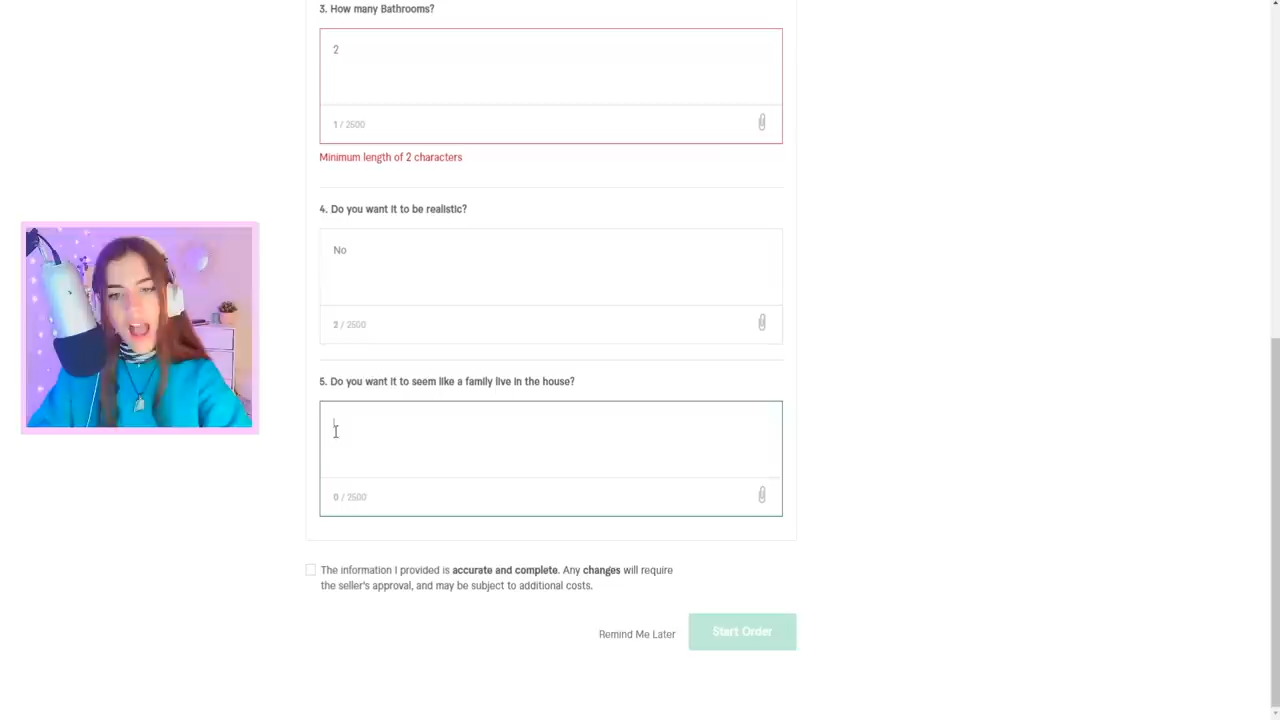 3. How many Bathrooms?
2
1 / 2500
Minimum length of 2 characters
4. Do you want it to be realistic?
No
2 / 2500
5. Do you want it to seem like a family live in the house?
0 / 2500
The information I provided is accurate and complete. Any changes will require
the seller's approval, and may be subject to additional costs.
Remind Me Later
Start Order